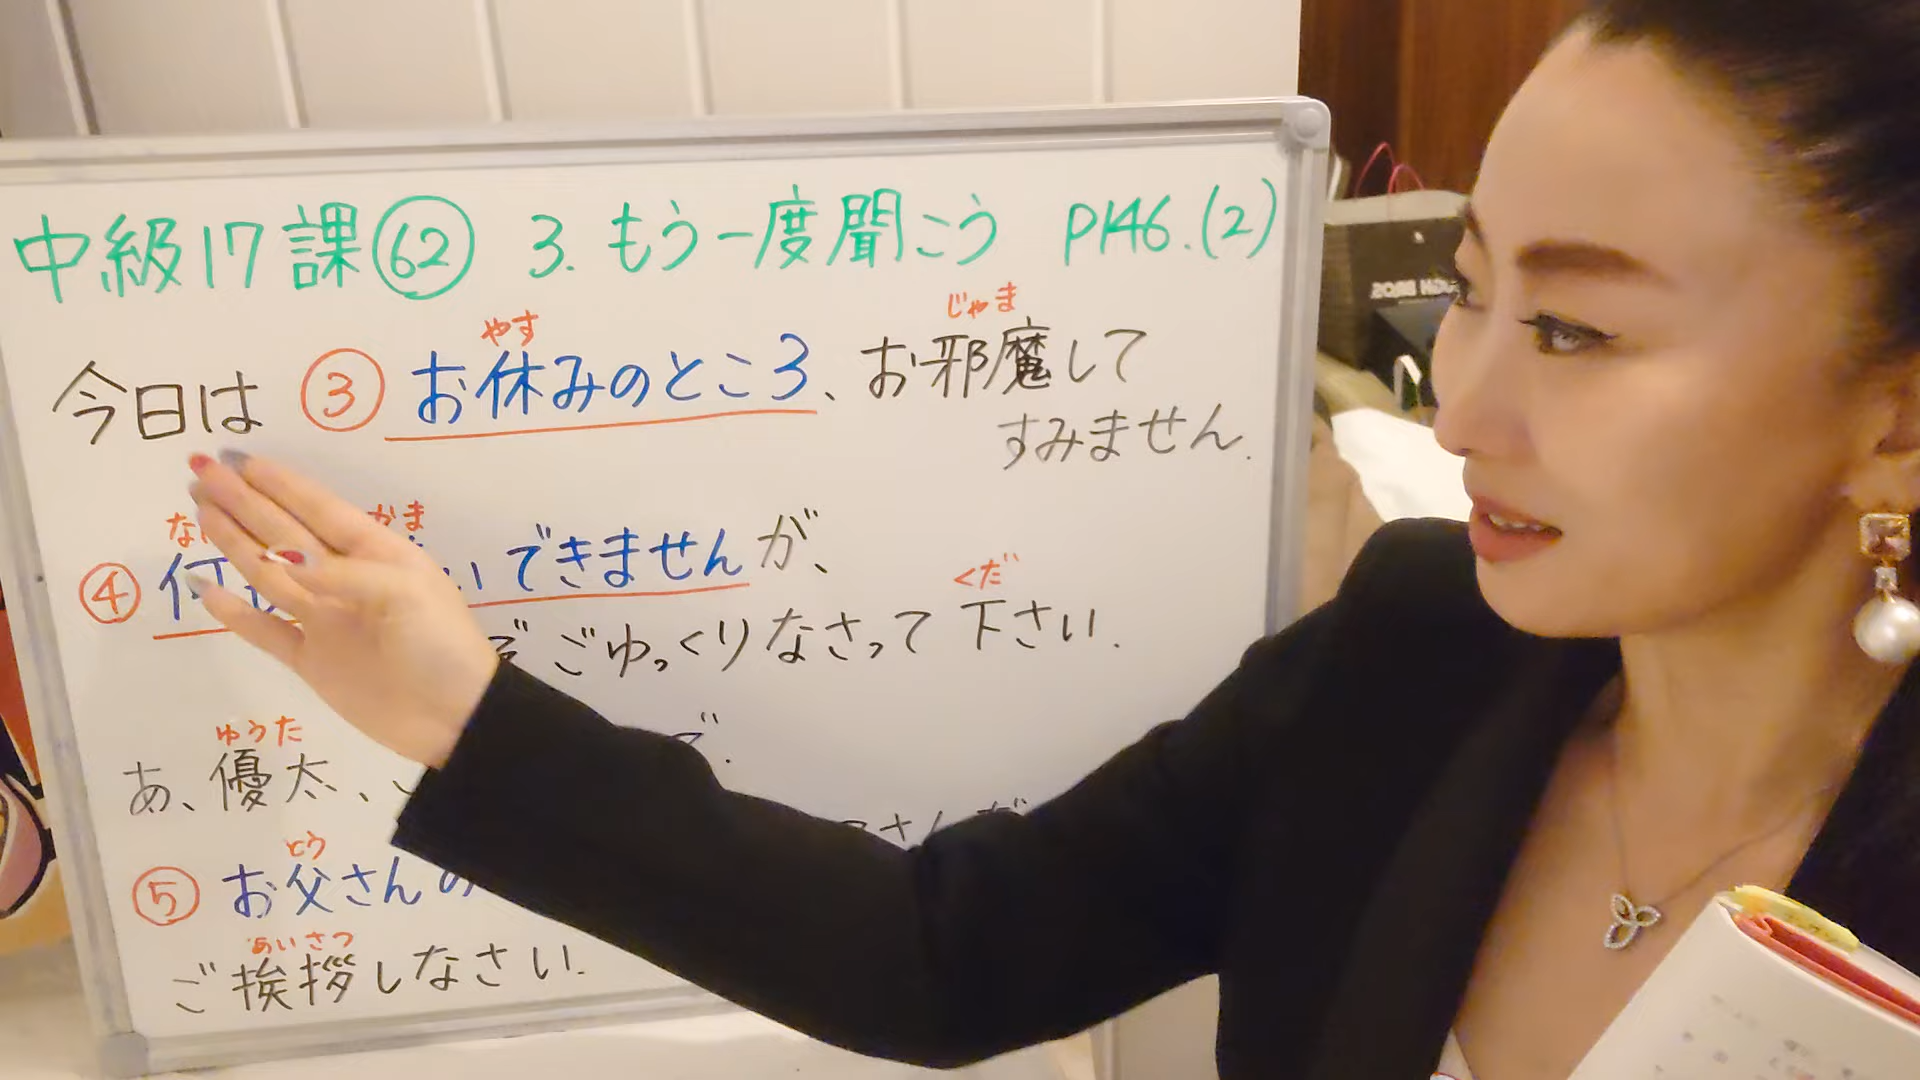 中級17課 62 3. もう一度聞こう P146.(2)
やす じゃま
今日は ③ お休みのところ、お邪魔して
すみません.
かま
④ 何 いできませんが、
くだ
ごゆっくりなさって下さい.
ゆうた
あ、優太、
とう
⑤ お父さんの
あいさつ
ご挨拶しなさい.